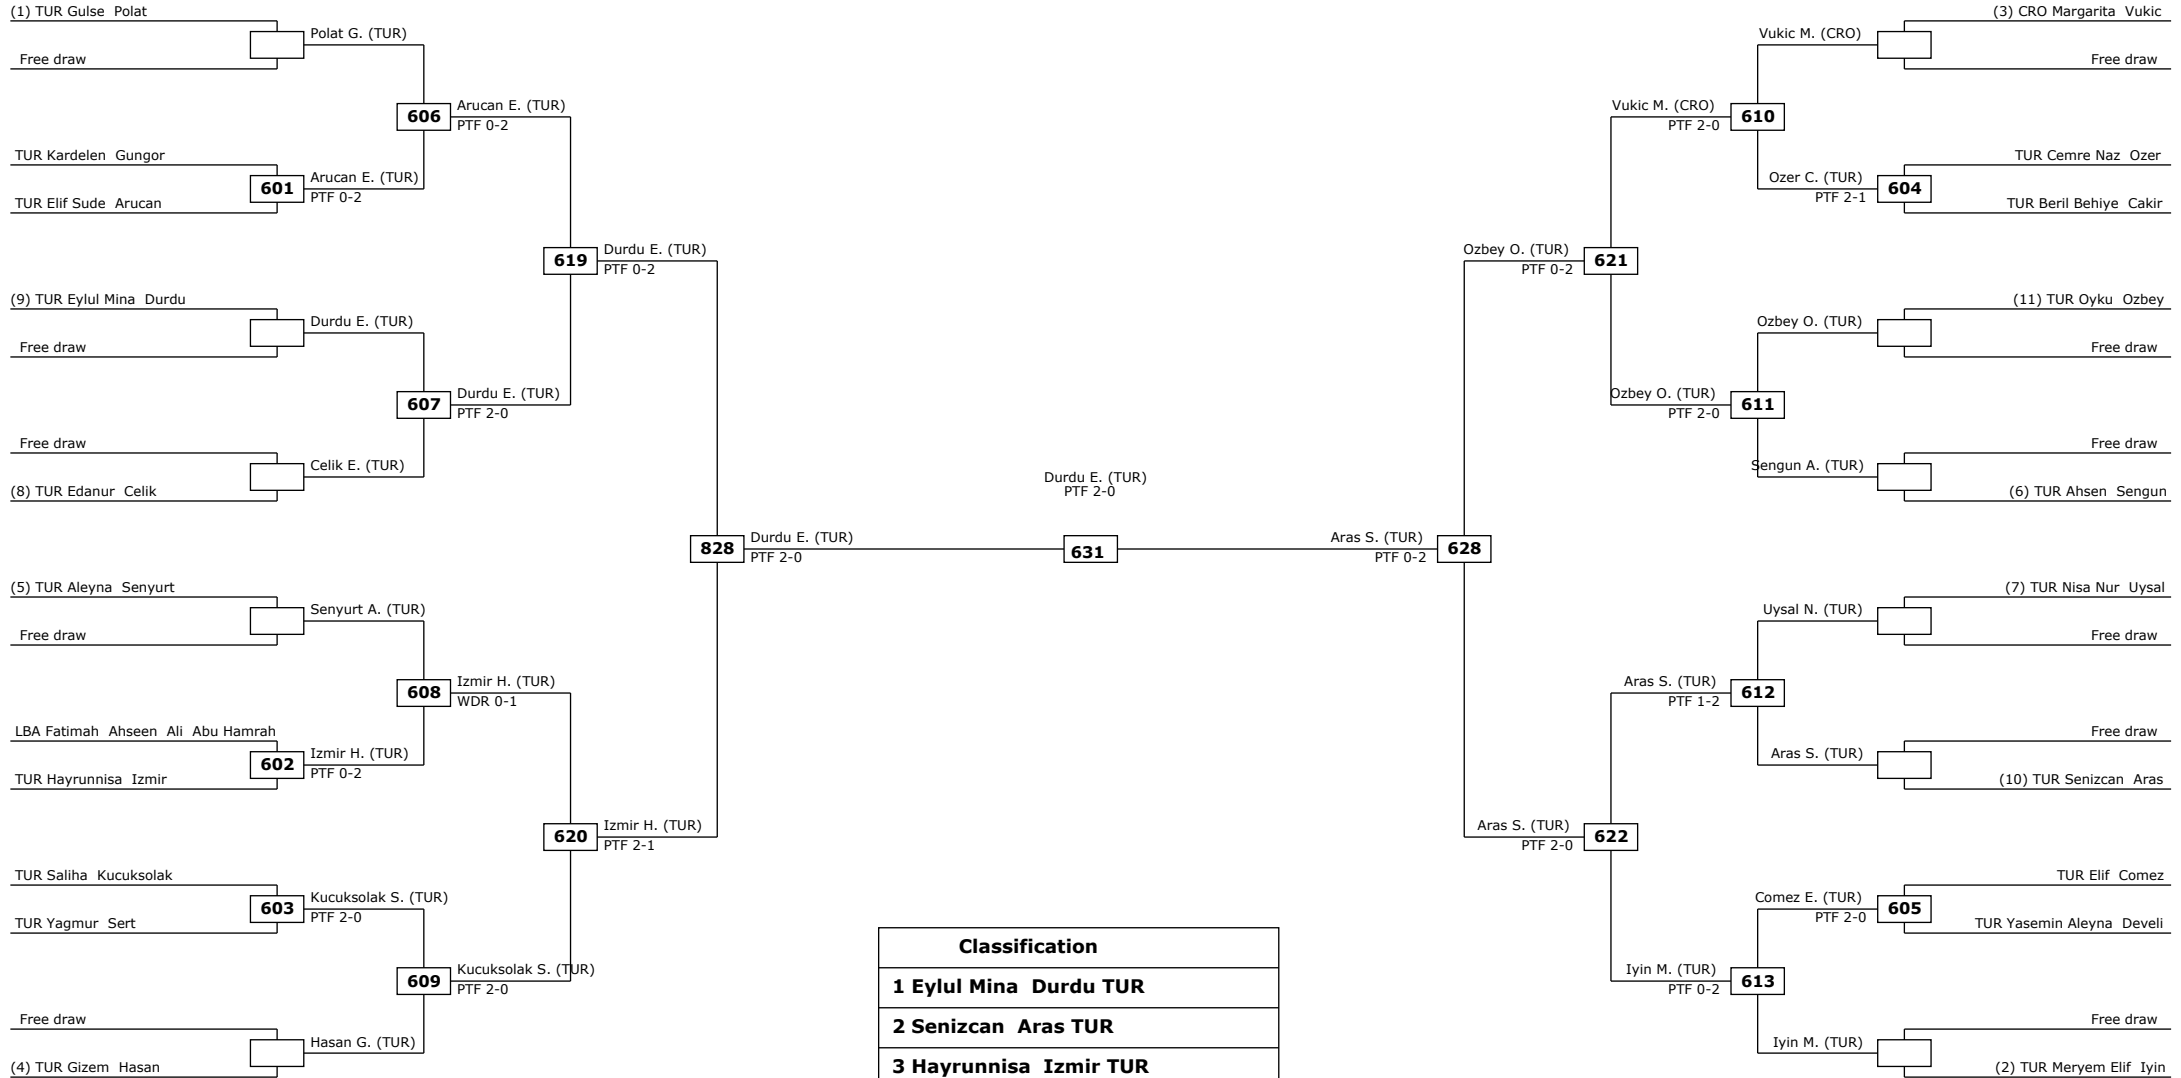 (1) TUR Gulse Polat
Free draw
Polat G. (TUR)
606
Arucan E. (TUR)
PTF 0-2
TUR Kardelen Gungor
TUR Elif Sude Arucan
601
Arucan E. (TUR)
PTF 0-2
619
Durdu E. (TUR)
PTF 0-2
(9) TUR Eylul Mina Durdu
Free draw
Durdu E. (TUR)
607
Durdu E. (TUR)
PTF 2-0
Free draw
(8) TUR Edanur Celik
Celik E. (TUR)
828
Durdu E. (TUR)
PTF 2-0
(5) TUR Aleyna Senyurt
Free draw
Senyurt A. (TUR)
608
Izmir H. (TUR)
WDR 0-1
LBA Fatimah Ahseen Ali Abu Hamrah
TUR Hayrunnisa Izmir
602
Izmir H. (TUR)
PTF 0-2
620
Izmir H. (TUR)
PTF 2-1
TUR Saliha Kucuksolak
TUR Yagmur Sert
603
Kucuksolak S. (TUR)
PTF 2-0
609
Kucuksolak S. (TUR)
PTF 2-0
Free draw
(4) TUR Gizem Hasan
Hasan G. (TUR)
Durdu E. (TUR)
PTF 2-0
631
(3) CRO Margarita Vukic
Free draw
Vukic M. (CRO)
Vukic M. (CRO)
PTF 2-0
610
TUR Cemre Naz Ozer
TUR Beril Behiye Cakir
Ozer C. (TUR)
PTF 2-1
604
Ozbey O. (TUR)
PTF 0-2
621
(11) TUR Oyku Ozbey
Free draw
Ozbey O. (TUR)
Ozbey O. (TUR)
PTF 2-0
611
Free draw
(6) TUR Ahsen Sengun
Sengun A. (TUR)
Aras S. (TUR)
PTF 0-2
628
(7) TUR Nisa Nur Uysal
Free draw
Uysal N. (TUR)
Aras S. (TUR)
PTF 1-2
612
Free draw
(10) TUR Senizcan Aras
Aras S. (TUR)
Aras S. (TUR)
PTF 2-0
622
TUR Elif Comez
TUR Yasemin Aleyna Develi
Comez E. (TUR)
PTF 2-0
605
Iyin M. (TUR)
PTF 0-2
613
Free draw
(2) TUR Meryem Elif Iyin
Iyin M. (TUR)
Classification
1 Eylul Mina Durdu TUR
2 Senizcan Aras TUR
3 Hayrunnisa Izmir TUR